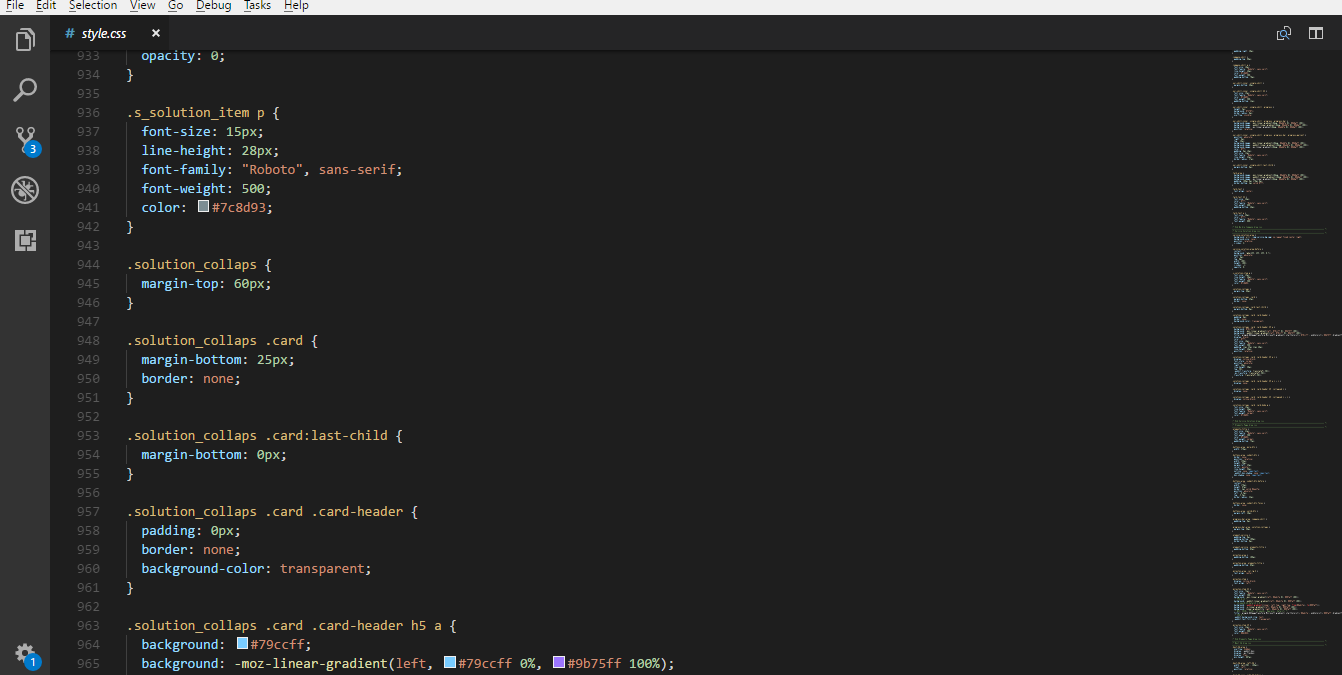 File Edit Selection View Go Debug Tasks Help
# style.css ×
933 opacity: 0;
934 }
935
936 .s_solution_item p {
937 font-size: 15px;
938 line-height: 28px;
939 font-family: "Roboto", sans-serif;
940 font-weight: 500;
941 color: #7c8d93;
942 }
943
944 .solution_collaps {
945 margin-top: 60px;
946 }
947
948 .solution_collaps .card {
949 margin-bottom: 25px;
950 border: none;
951 }
952
953 .solution_collaps .card:last-child {
954 margin-bottom: 0px;
955 }
956
957 .solution_collaps .card .card-header {
958 padding: 0px;
959 border: none;
960 background-color: transparent;
961 }
962
963 .solution_collaps .card .card-header h5 a {
964 background: #79ccff;
965 background: -moz-linear-gradient(left, #79ccff 0%, #9b75ff 100%);
3
1